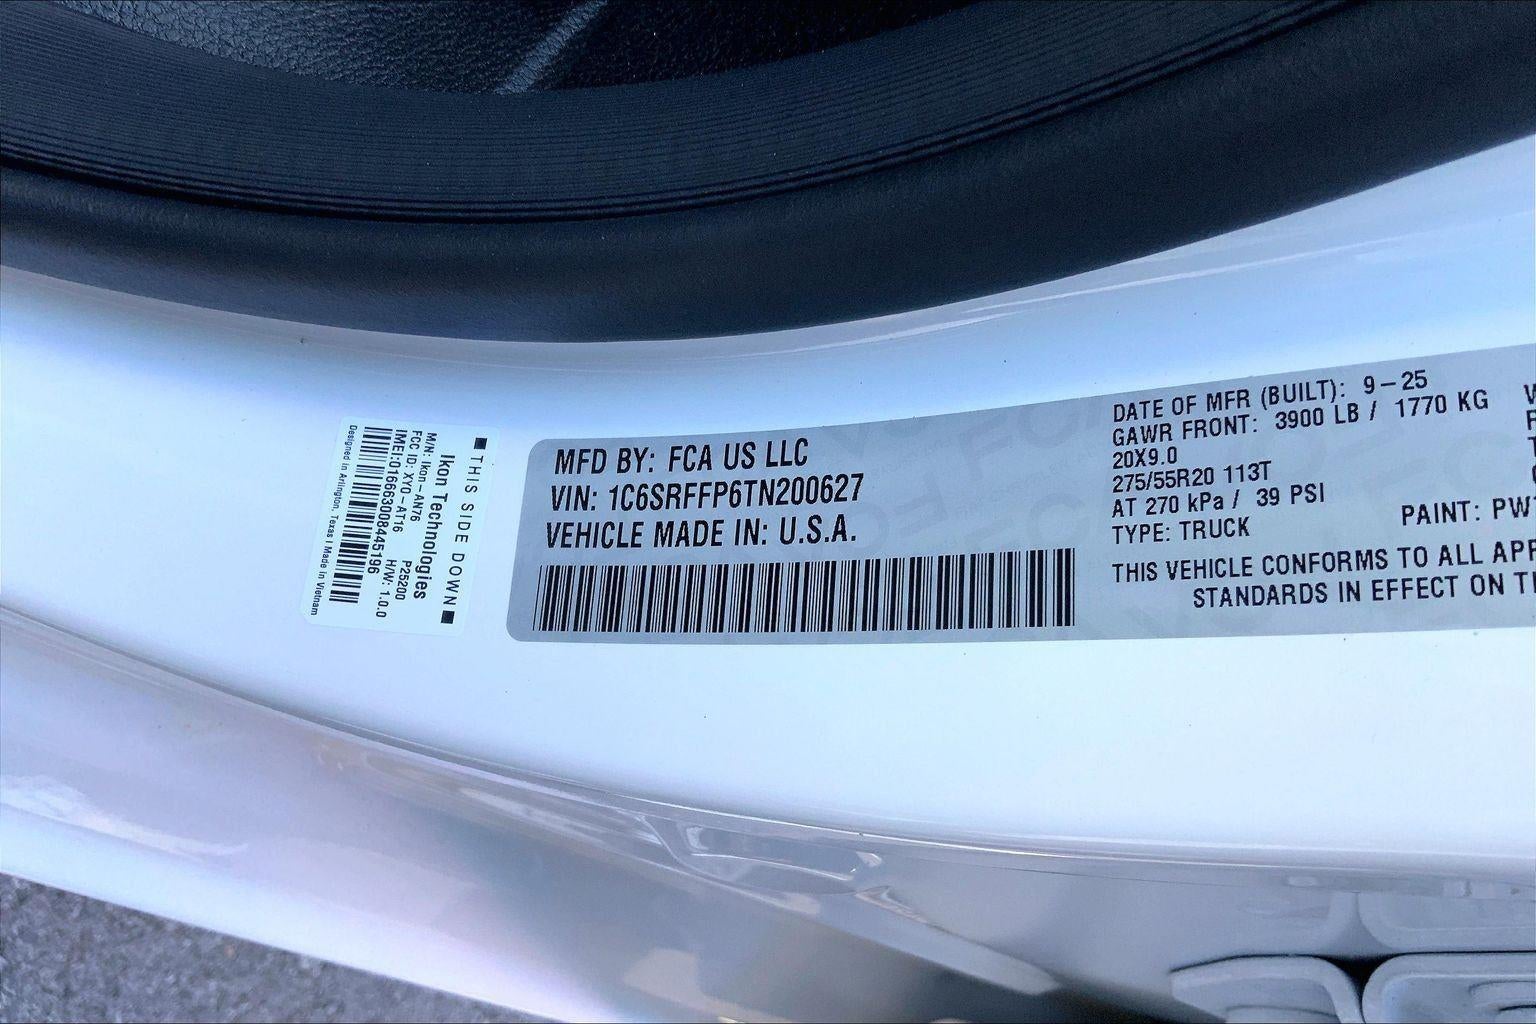 THIS SIDE DOWN
Ikon Technologies
M/N: Ikon-AN76 P25200
FCC ID: XYO-AT16 H/W: 1.0.0
IMEI:016663008445196
Designed in Arlington, Texas | Made in Vietnam
MFD BY: FCA US LLC
VIN: 1C6SRFFP6TN200627
VEHICLE MADE IN: U.S.A.
DATE OF MFR (BUILT): 9-25
GAWR FRONT: 3900 LB / 1770 KG
20X9.0
275/55R20 113T
AT 270 kPa / 39 PSI
TYPE: TRUCK PAINT: PW
THIS VEHICLE CONFORMS TO ALL APP
STANDARDS IN EFFECT ON